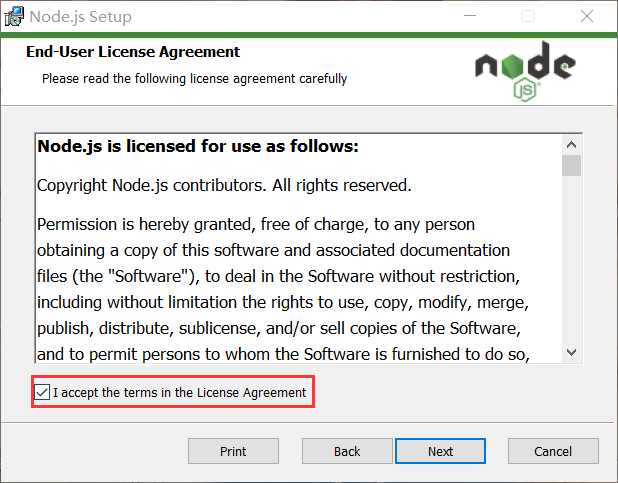 Node.js Setup
End-User License Agreement
Please read the following license agreement carefully
node
JS
Node.js is licensed for use as follows:
Copyright Node.js contributors. All rights reserved.
Permission is hereby granted, free of charge, to any person
obtaining a copy of this software and associated documentation
files (the "Software"), to deal in the Software without restriction,
including without limitation the rights to use, copy, modify, merge,
publish, distribute, sublicense, and/or sell copies of the Software,
and to permit persons to whom the Software is furnished to do so,
I accept the terms in the License Agreement
Print
Back
Next
Cancel